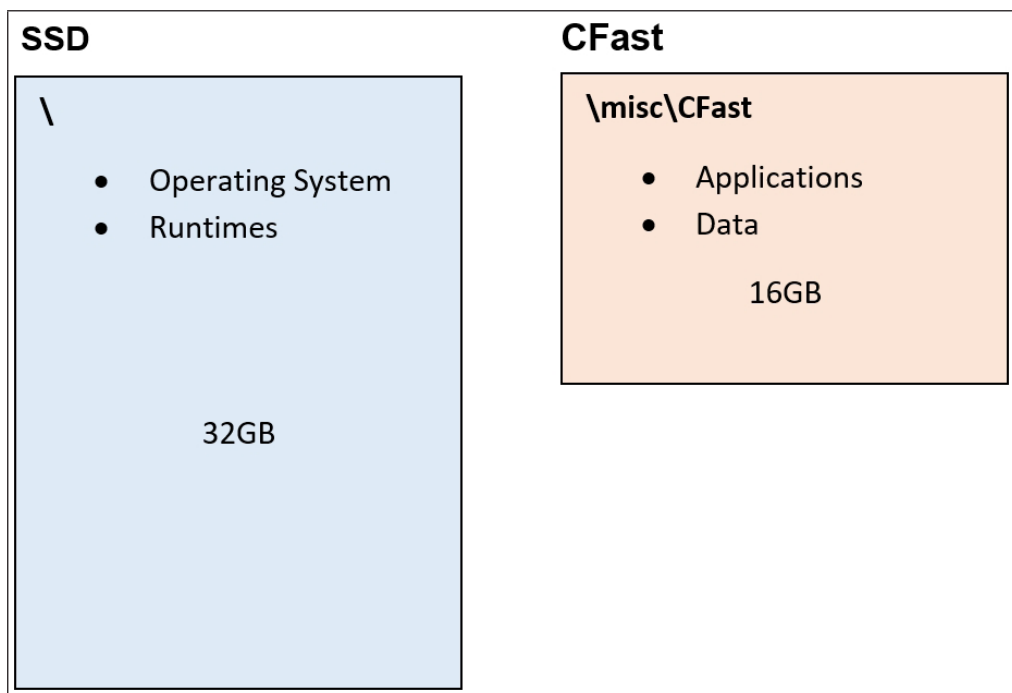 SSD
\
• Operating System
• Runtimes
32GB
CFast
\misc\CFast
• Applications
• Data
16GB